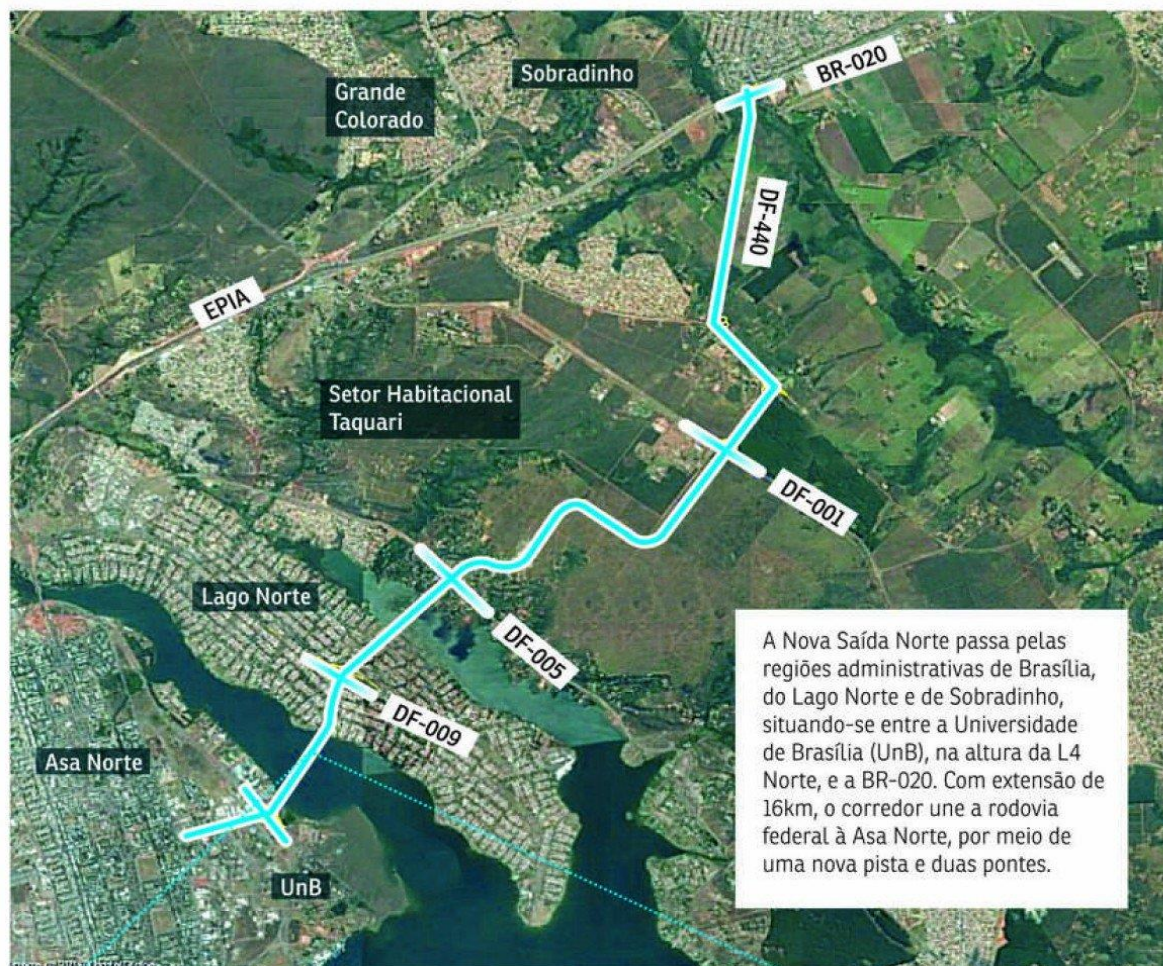 Sobradinho
BR-020
Grande
Colorado
DF-440
EPIA
Setor Habitacional
Taquari
DF-001
Lago Norte
DF-005
DF-009
Asa Norte
UnB
A Nova Saída Norte passa pelas
regiões administrativas de Brasília,
do Lago Norte e de Sobradinho,
situando-se entre a Universidade
de Brasília (UnB), na altura da L4
Norte, e a BR-020. Com extensão de
16km, o corredor une a rodovia
federal à Asa Norte, por meio de
uma nova pista e duas pontes.